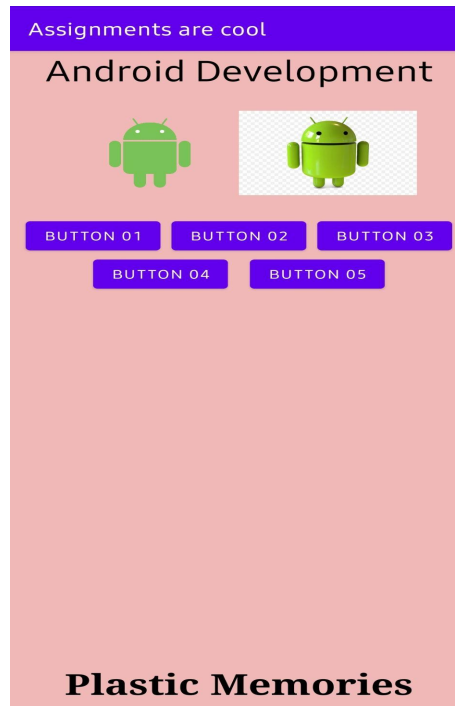 Assignments are cool
Android Development
BUTTON 01 BUTTON 02 BUTTON 03
BUTTON 04 BUTTON 05
Plastic Memories